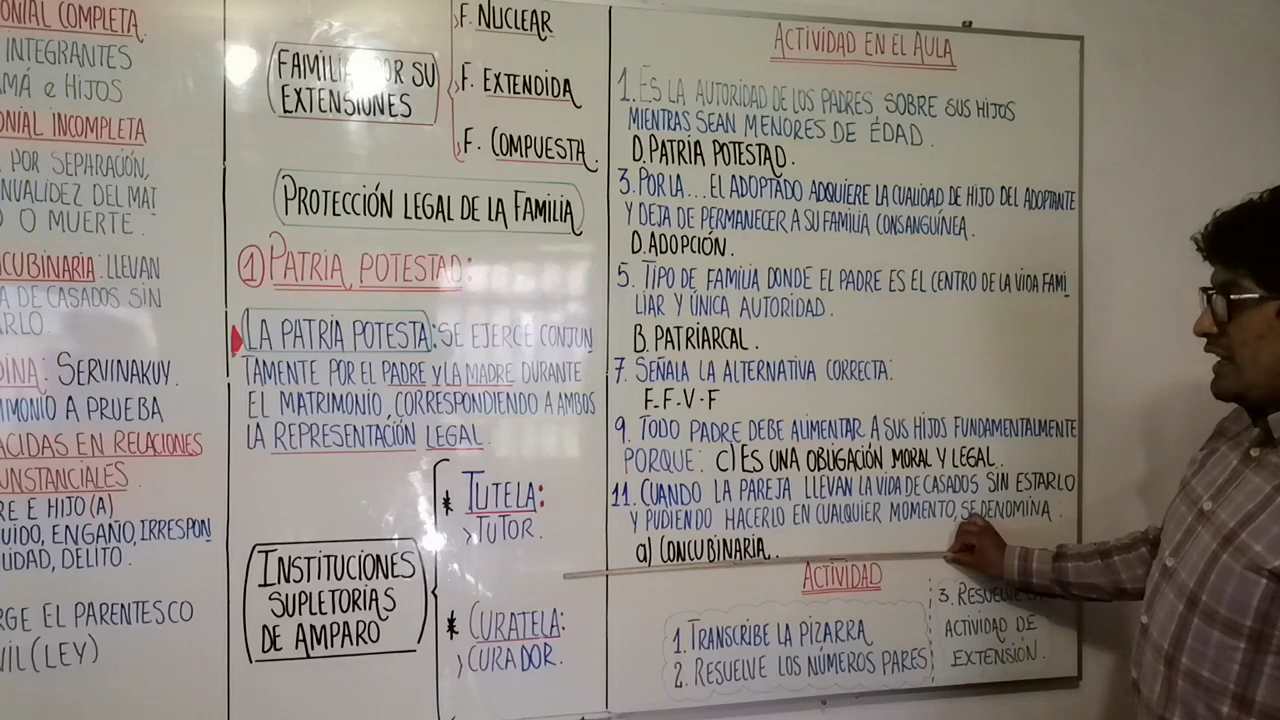 ONIAL COMPLETA.
INTEGRANTES
MÁ e HIJOS
ONIAL INCOMPLETA
POR SEPARACIÓN,
NVALIDEZ DEL MAT
O MUERTE.
NCUBINARIA: LLEVAN
A DE CASADOS SIN
RLO.
DINA: SERVINAKUY.
IMONIO A PRUEBA
ACIDAS EN RELACIONES
CUNSTANCIALES.
RE E HIJO(A)
UIDO, ENGAÑO, IRRESPON
LIDAD, DELITO.
RGE EL PARENTESCO
VIL (LEY)
FAMILIA POR SU
EXTENSIONES
F. NUCLEAR
F. EXTENDIDA
F. COMPUESTA.
PROTECCIÓN LEGAL DE LA FAMILIA
1 PATRIA POTESTAD:
LA PATRIA POTESTA: SE EJERCE CONJUN
TAMENTE POR EL PADRE y LA MADRE DURANTE
EL MATRIMONIO, CORRESPONDIENDO A AMBOS
LA REPRESENTACIÓN LEGAL.
INSTITUCIONES
SUPLETORIAS
DE AMPARO
* TUTELA:
> TUTOR.
* CURATELA:
> CURADOR.
ACTIVIDAD EN EL AULA
1. ES LA AUTORIDAD DE LOS PADRES, SOBRE SUS HIJOS
MIENTRAS SEAN MENORES DE EDAD.
D. PATRIA POTESTAD.
3. POR LA... EL ADOPTADO ADQUIERE LA CUALIDAD DE HIJO DEL ADOPTANTE
Y DEJA DE PERMANECER A SU FAMILIA CONSANGUÍNEA.
D. ADOPCIÓN.
5. TIPO DE FAMILIA DONDE EL PADRE ES EL CENTRO DE LA VIDA FAMI_
LIAR Y ÚNICA AUTORIDAD.
B. PATRIARCAL.
7. SEÑALA LA ALTERNATIVA CORRECTA:
F-F-V-F
9. TODO PADRE DEBE ALIMENTAR A SUS HIJOS FUNDAMENTALMENTE
PORQUE: c) ES UNA OBLIGACIÓN MORAL Y LEGAL..
11. CUANDO LA PAREJA LLEVAN LA VIDA DE CASADOS SIN ESTARLO
Y PUDIENDO HACERLO EN CUALQUIER MOMENTO, SE DENOMINA:
a) CONCUBINARIA..
ACTIVIDAD
1. TRANSCRIBE LA PIZARRA
2. RESUELVE LOS NÚMEROS PARES
3. RESUELVE
ACTIVIDAD DE
EXTENSIÓN.